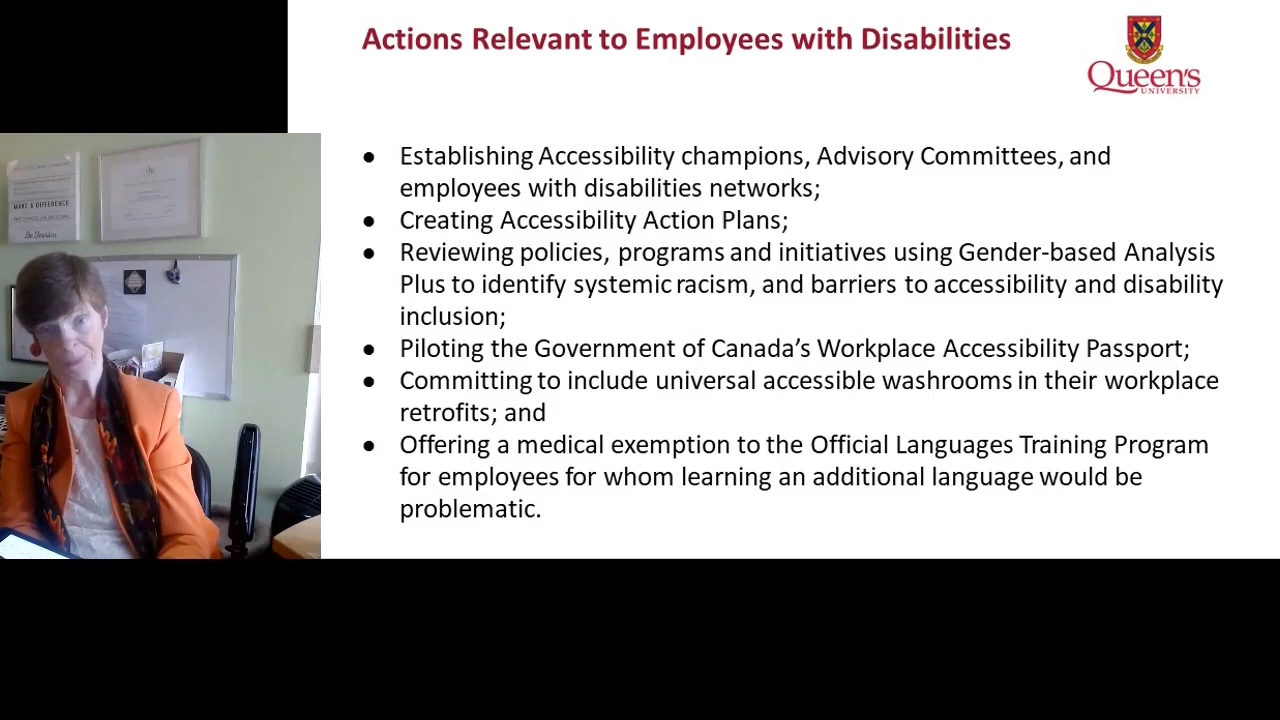 Actions Relevant to Employees with Disabilities
Queen's
UNIVERSITY
● Establishing Accessibility champions, Advisory Committees, and
employees with disabilities networks;
● Creating Accessibility Action Plans;
● Reviewing policies, programs and initiatives using Gender-based Analysis
Plus to identify systemic racism, and barriers to accessibility and disability
inclusion;
● Piloting the Government of Canada’s Workplace Accessibility Passport;
● Committing to include universal accessible washrooms in their workplace
retrofits; and
● Offering a medical exemption to the Official Languages Training Program
for employees for whom learning an additional language would be
problematic.
MAKE A DIFFERENCE